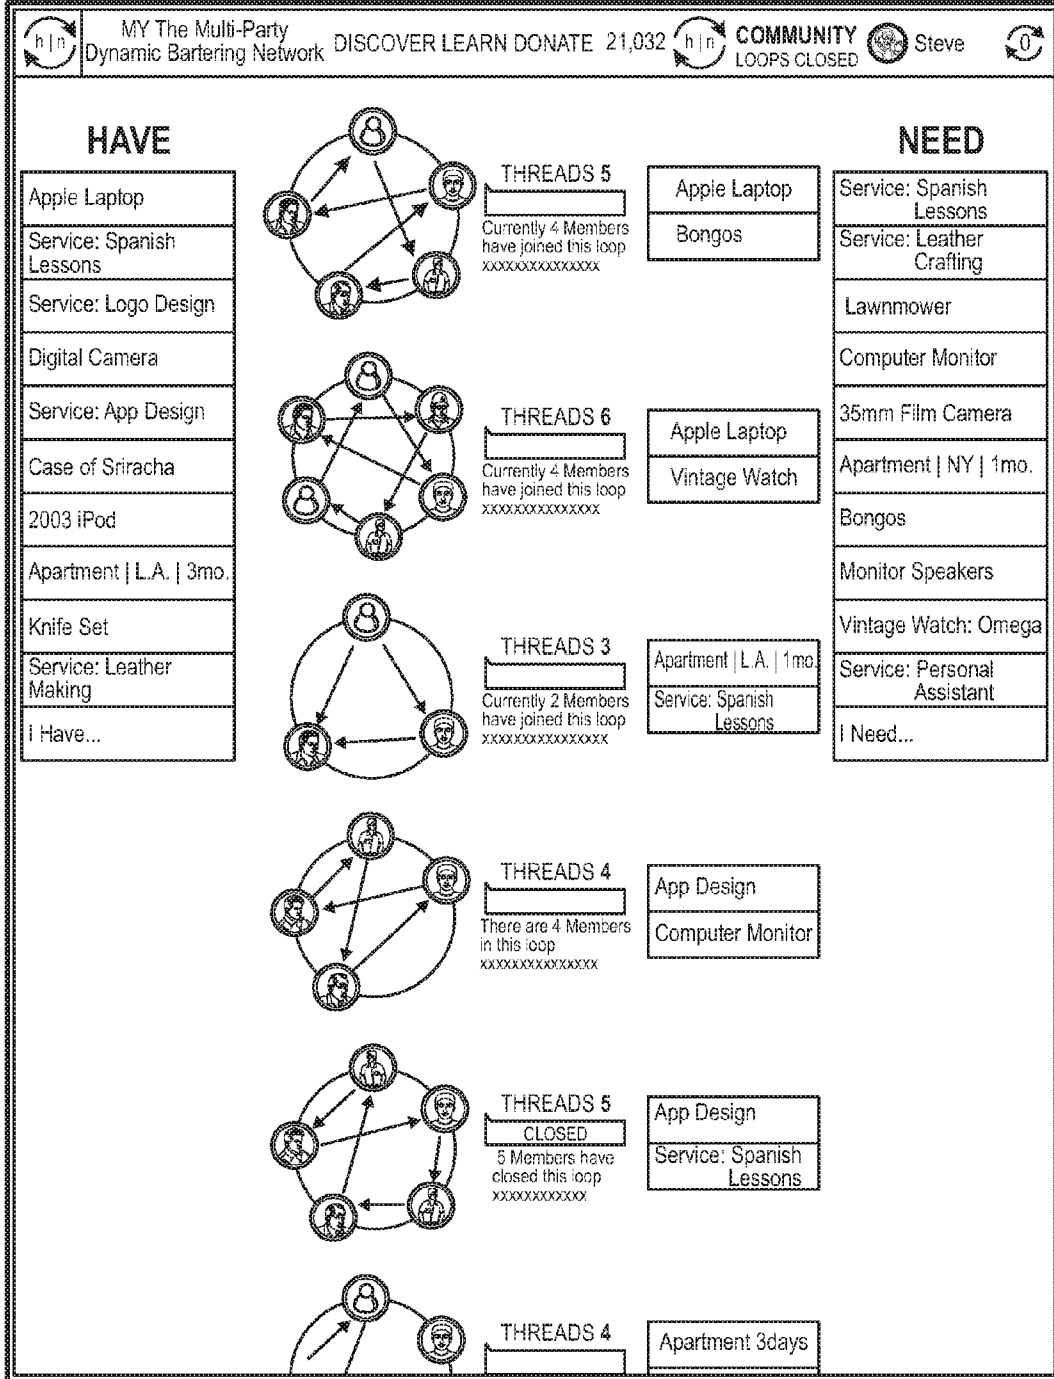 h|n
MY The Multi-Party
Dynamic Bartering Network
DISCOVER LEARN DONATE 21,032
h|n
COMMUNITY
LOOPS CLOSED
Steve
0
HAVE
Apple Laptop
Service: Spanish
Lessons
Service: Logo Design
Digital Camera
Service: App Design
Case of Sriracha
2003 iPod
Apartment | L.A. | 3mo.
Knife Set
Service: Leather
Making
I Have...
THREADS 5
Currently 4 Members
have joined this loop
xxxxxxxxxxxxxxx
Apple Laptop
Bongos
THREADS 6
Currently 4 Members
have joined this loop
xxxxxxxxxxxxxxx
Apple Laptop
Vintage Watch
THREADS 3
Currently 2 Members
have joined this loop
xxxxxxxxxxxxxxxx
Apartment | L.A. | 1mo.
Service: Spanish
Lessons
THREADS 4
There are 4 Members
in this loop
xxxxxxxxxxxxxxx
App Design
Computer Monitor
THREADS 5
CLOSED
5 Members have
closed this loop
xxxxxxxxxxxx
App Design
Service: Spanish
Lessons
THREADS 4
Apartment 3days
NEED
Service: Spanish
Lessons
Service: Leather
Crafting
Lawnmower
Computer Monitor
35mm Film Camera
Apartment | NY | 1mo.
Bongos
Monitor Speakers
Vintage Watch: Omega
Service: Personal
Assistant
I Need...